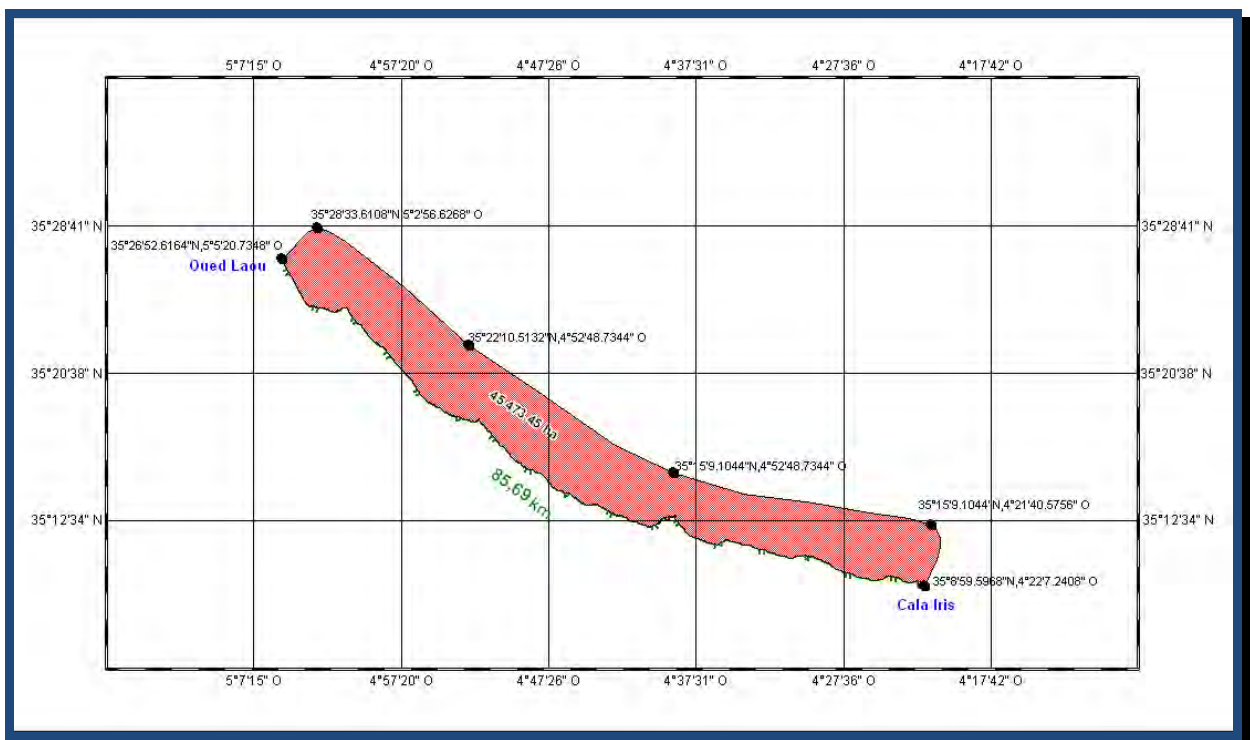 5°7'15" O 4°57'20" O 4°47'26" O 4°37'31" O 4°27'36" O 4°17'42" O
35°28'33.6108"N,5°2'56.6268" O
35°28'41" N 35°28'41" N
35°26'52.6164"N,5°5'20.7348" O
Oued Laou
35°22'10.5132"N,4°52'48.7344" O
35°20'38" N 35°20'38" N
45 473.45 ha
35°15'9.1044"N,4°52'48.7344" O
85,69 km
35°15'9.1044"N,4°21'40.5756" O
35°12'34" N 35°12'34" N
35°8'59.5968"N,4°22'7.2408" O
Cala Iris
5°7'15" O 4°57'20" O 4°47'26" O 4°37'31" O 4°27'36" O 4°17'42" O